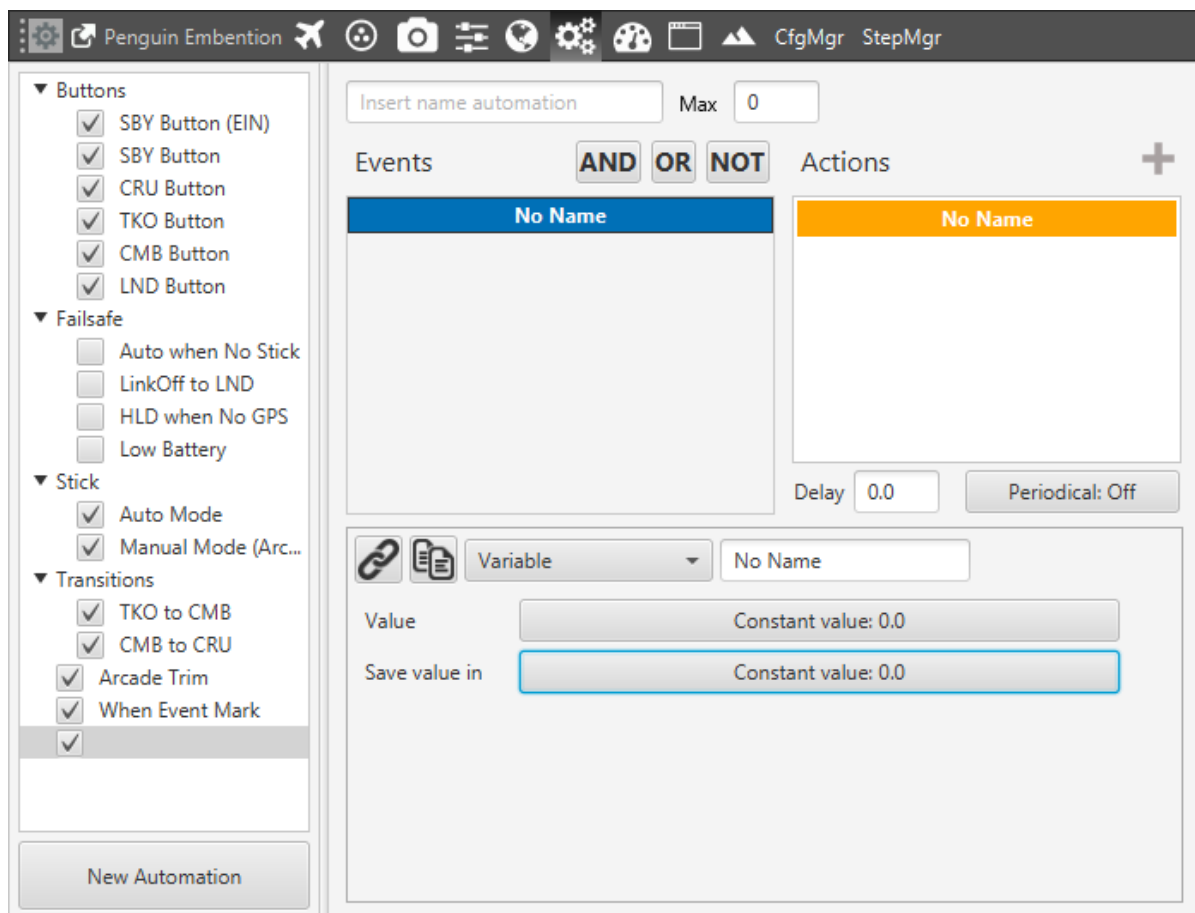 Penguin Embention CfgMgr StepMgr
Buttons
SBY Button (EIN)
SBY Button
CRU Button
TKO Button
CMB Button
LND Button
Failsafe
Auto when No Stick
LinkOff to LND
HLD when No GPS
Low Battery
Stick
Auto Mode
Manual Mode (Arc...
Transitions
TKO to CMB
CMB to CRU
Arcade Trim
When Event Mark
New Automation
Insert name automation Max 0
Events AND OR NOT Actions
No Name No Name
Delay 0.0 Periodical: Off
Variable No Name
Value Constant value: 0.0
Save value in Constant value: 0.0